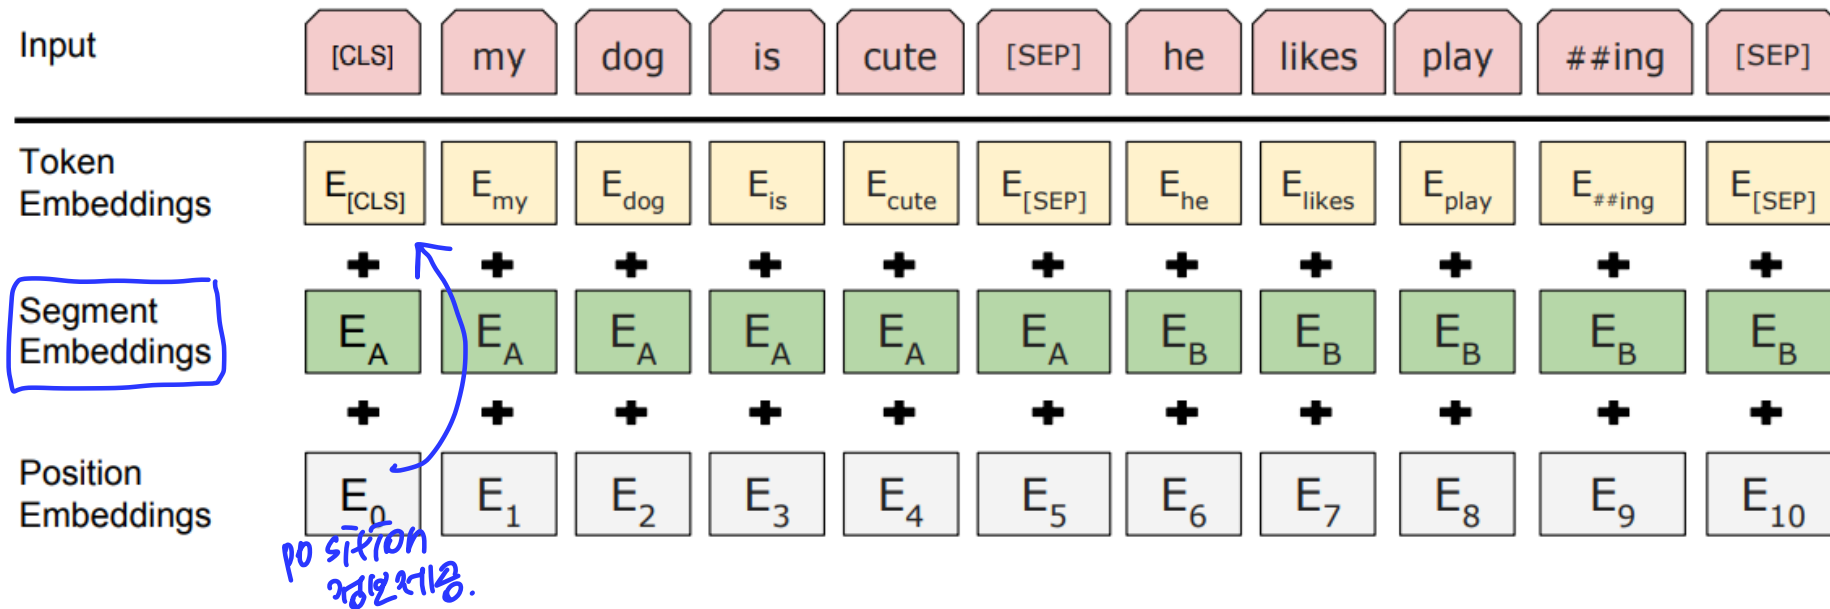 Input [CLS] my dog is cute [SEP] he likes play ##ing [SEP]
Token
Embeddings
E[CLS] Emy Edog Eis Ecute E[SEP] Ehe Elikes Eplay E##ing E[SEP]
+ + + + + + + + + + +
Segment
Embeddings
EA EA EA EA EA EA EB EB EB EB EB
+ + + + + + + + + + +
Position
Embeddings
E0 E1 E2 E3 E4 E5 E6 E7 E8 E9 E10
position
정보제공.